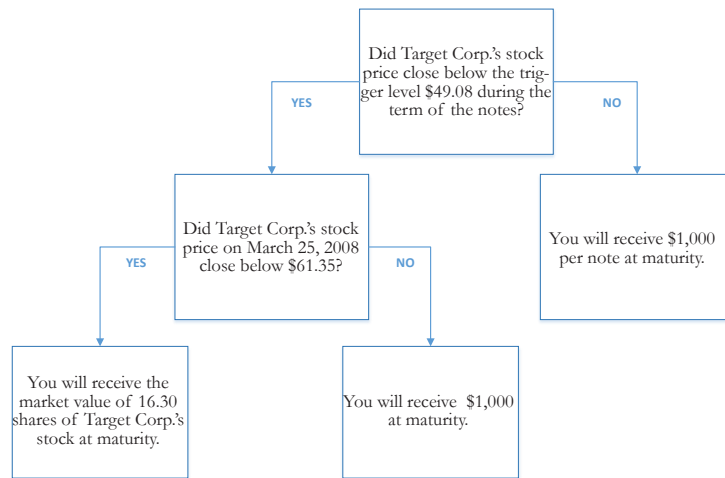 Did Target Corp.'s stock
price close below the trig-
ger level $49.08 during the
term of the notes?
YES
NO
Did Target Corp.'s stock
price on March 25, 2008
close below $61.35?
You will receive $1,000
per note at maturity.
YES
NO
You will receive the
market value of 16.30
shares of Target Corp.'s
stock at maturity.
You will receive $1,000
at maturity.